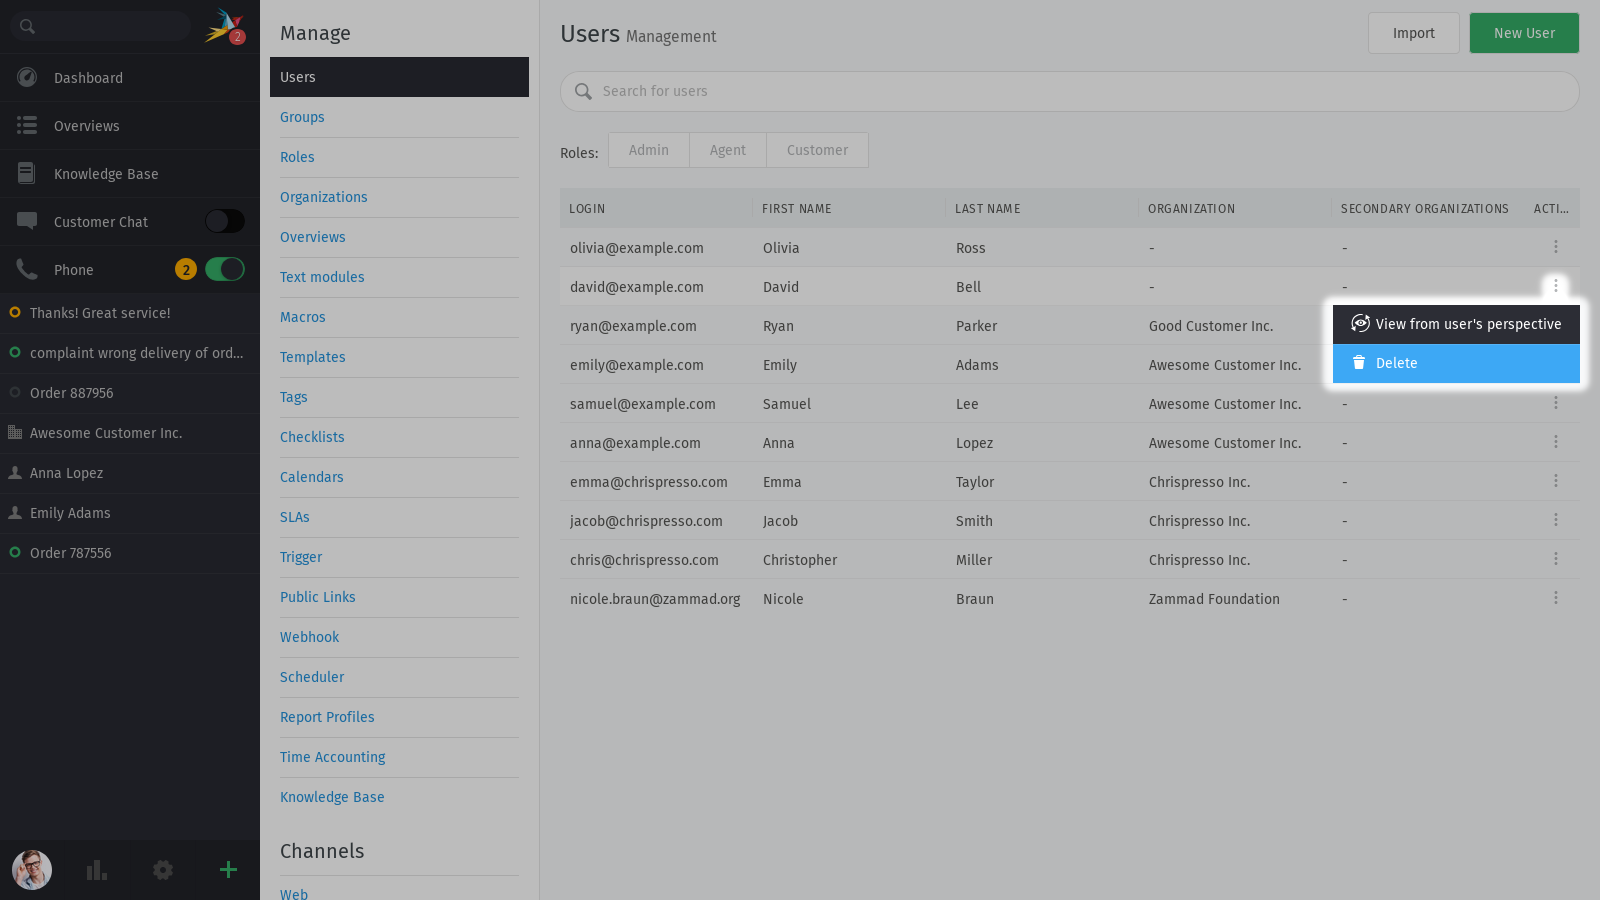 2
Dashboard
Overviews
Knowledge Base
Customer Chat
Phone 2
Thanks! Great service!
complaint wrong delivery of ord...
Order 887956
Awesome Customer Inc.
Anna Lopez
Emily Adams
Order 787556
Manage
Users
Groups
Roles
Organizations
Overviews
Text modules
Macros
Templates
Tags
Checklists
Calendars
SLAs
Trigger
Public Links
Webhook
Scheduler
Report Profiles
Time Accounting
Knowledge Base
Channels
Web
Users Management
Import New User
Search for users
Roles: Admin Agent Customer
LOGIN FIRST NAME LAST NAME ORGANIZATION SECONDARY ORGANIZATIONS ACTI...
olivia@example.com Olivia Ross - -
david@example.com David Bell - -
ryan@example.com Ryan Parker Good Customer Inc.
View from user's perspective
emily@example.com Emily Adams Awesome Customer Inc.
Delete
samuel@example.com Samuel Lee Awesome Customer Inc. -
anna@example.com Anna Lopez Awesome Customer Inc. -
emma@chrispresso.com Emma Taylor Chrispresso Inc. -
jacob@chrispresso.com Jacob Smith Chrispresso Inc. -
chris@chrispresso.com Christopher Miller Chrispresso Inc. -
nicole.braun@zammad.org Nicole Braun Zammad Foundation -